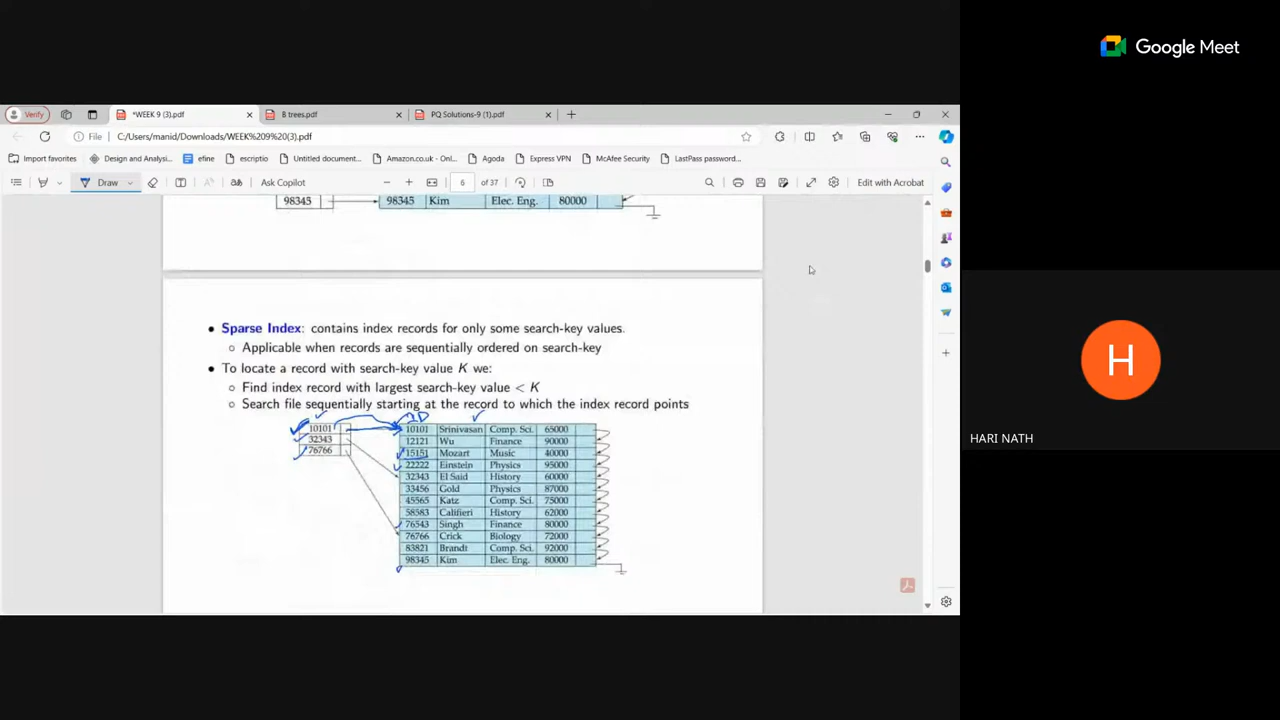 Google Meet
Verify
*WEEK 9 (3).pdf
B trees.pdf
PQ Solutions-9 (1).pdf
File
C:/Users/manid/Downloads/WEEK%209%20(3).pdf
Import favorites
Design and Analysi...
efine
escriptio
Untitled document...
Amazon.co.uk - Onl...
Agoda
Express VPN
McAfee Security
LastPass password...
Draw
Ask Copilot
6 of 37
Edit with Acrobat
98345
98345 Kim Elec. Eng. 80000
• Sparse Index: contains index records for only some search-key values.
Applicable when records are sequentially ordered on search-key
• To locate a record with search-key value K we:
Find index record with largest search-key value < K
Search file sequentially starting at the record to which the index record points
10101
32343
76766
10101 Srinivasan Comp. Sci. 65000
12121 Wu Finance 90000
15151 Mozart Music 40000
22222 Einstein Physics 95000
32343 El Said History 60000
33456 Gold Physics 87000
45565 Katz Comp. Sci. 75000
58583 Califieri History 62000
76543 Singh Finance 80000
76766 Crick Biology 72000
83821 Brandt Comp. Sci. 92000
98345 Kim Elec. Eng. 80000
H
HARI NATH